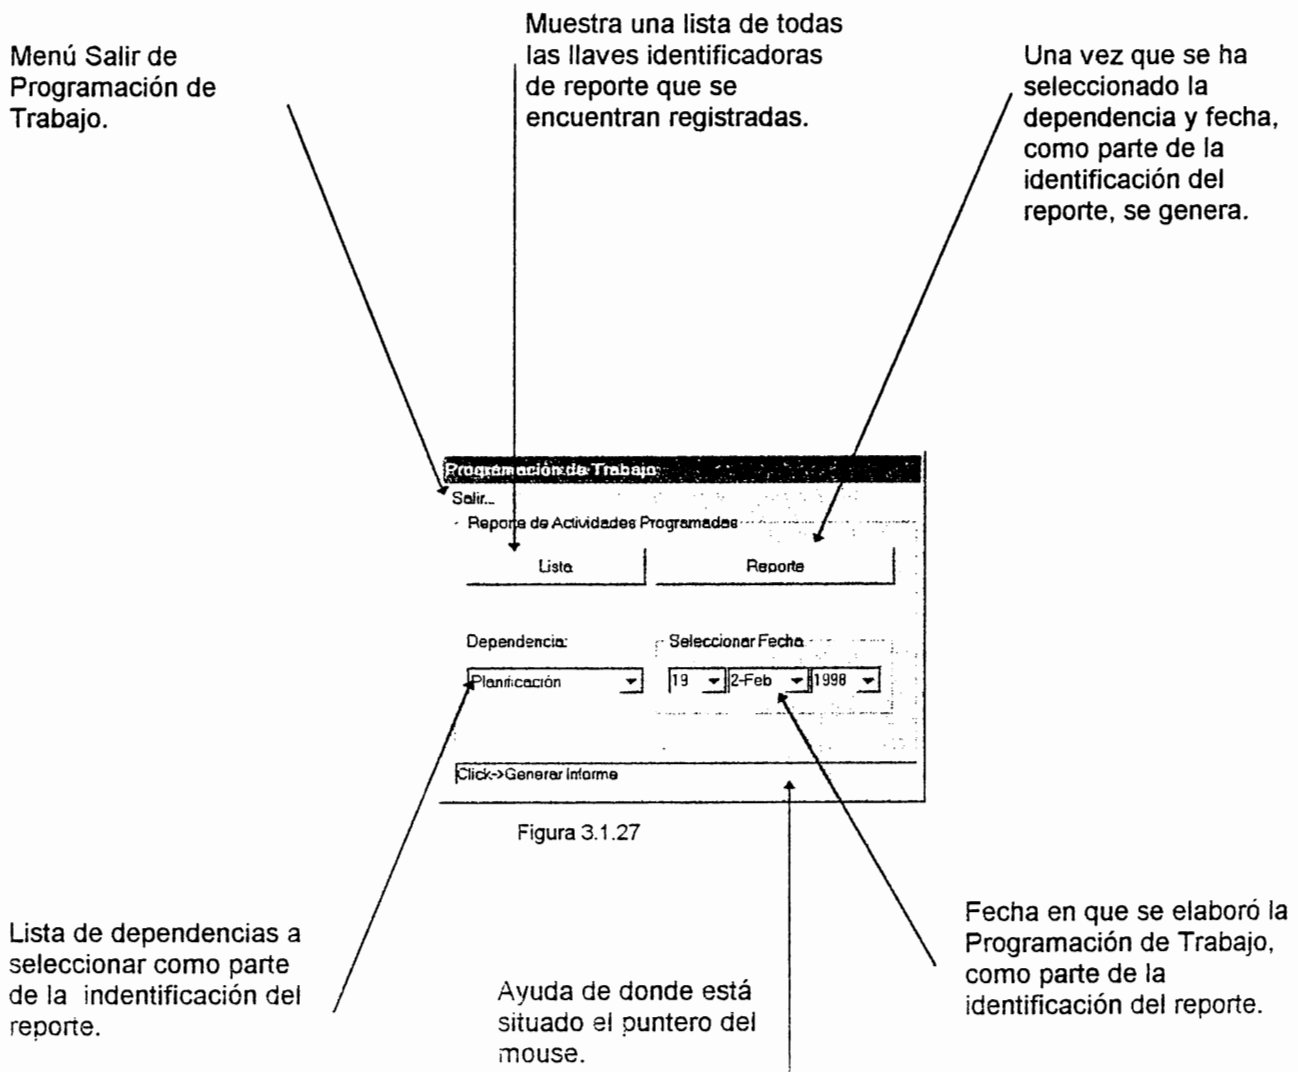 Menú Salir de
Programación de
Trabajo.
Muestra una lista de todas
las llaves identificadoras
de reporte que se
encuentran registradas.
Una vez que se ha
seleccionado la
dependencia y fecha,
como parte de la
identificación del
reporte, se genera.
Programación de Trabajo
Salir...
Reporte de Actividades Programadas
Lista
Reporte
Dependencia:
Seleccionar Fecha
Planificación
19
2-Feb
1998
Click->Generar Informe
Figura 3.1.27
Lista de dependencias a
seleccionar como parte
de la indentificación del
reporte.
Ayuda de donde está
situado el puntero del
mouse.
Fecha en que se elaboró la
Programación de Trabajo,
como parte de la
identificación del reporte.